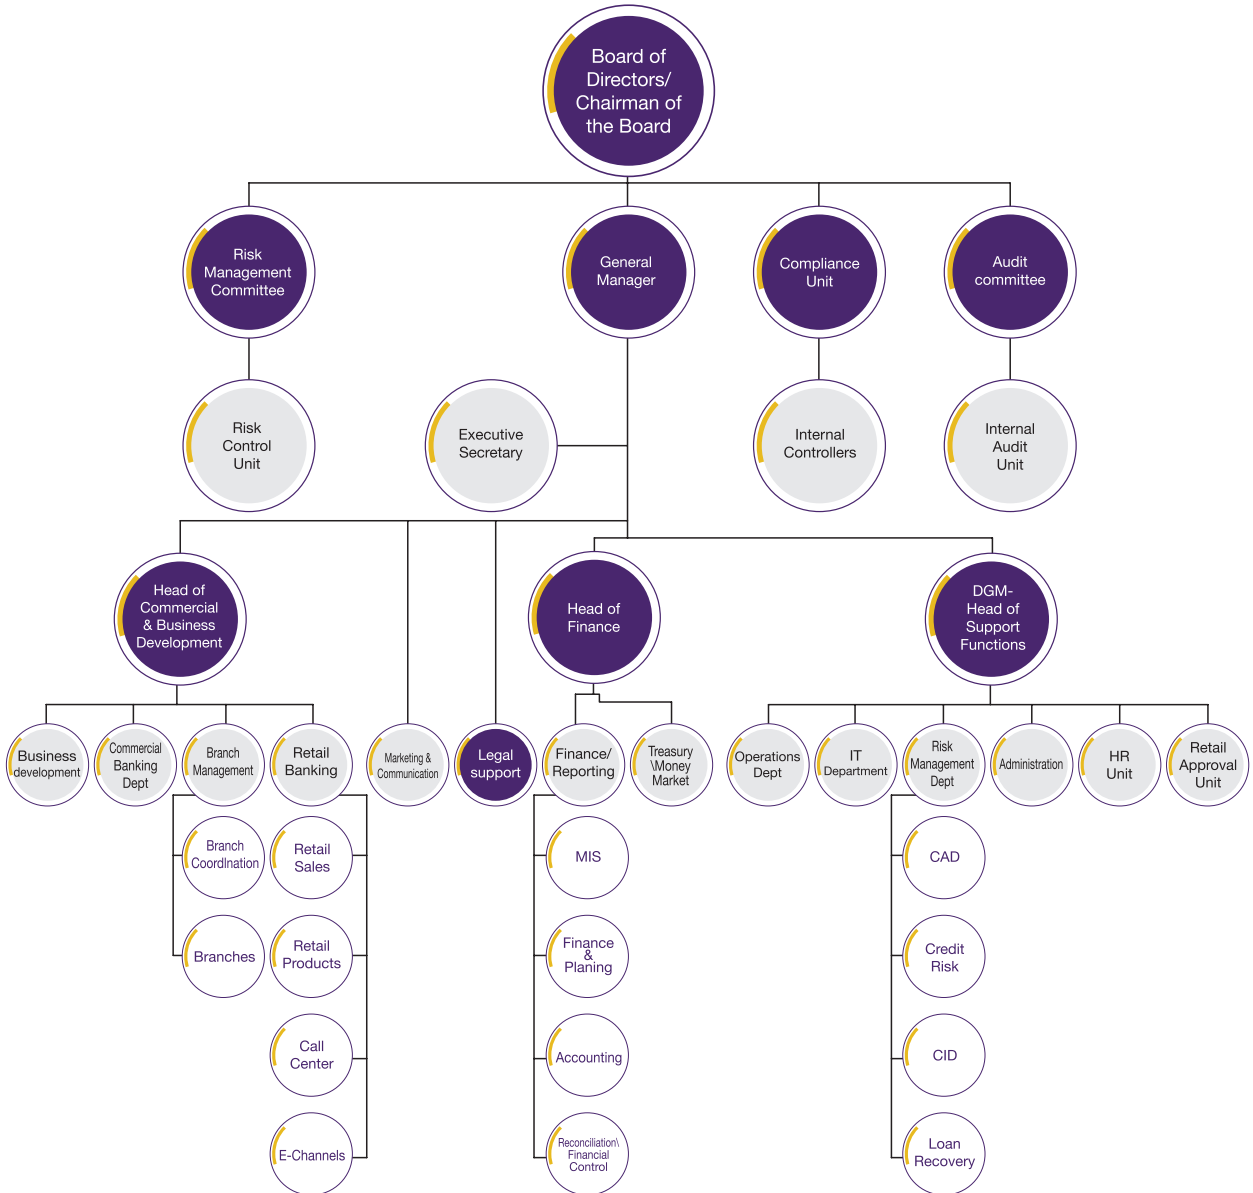 Board of
Directors/
Chairman of
the Board
Risk
Management
Committee
General
Manager
Compliance
Unit
Audit
committee
Risk
Control
Unit
Executive
Secretary
Internal
Controllers
Internal
Audit
Unit
Head of
Commercial
& Business
Development
Head of
Finance
DGM-
Head of
Support
Functions
Business
development
Commercial
Banking
Dept
Branch
Management
Retail
Banking
Marketing &
Communication
Legal
support
Finance/
Reporting
Treasury
\Money
Market
Operations
Dept
IT
Department
Risk
Management
Dept
Administration
HR
Unit
Retail
Approval
Unit
Branch
CoordInation
Retail
Sales
MIS
CAD
Branches
Retail
Products
Finance
&
Planing
Credit
Risk
Call
Center
Accounting
CID
E-Channels
Reconciliation\
Financial
Control
Loan
Recovery